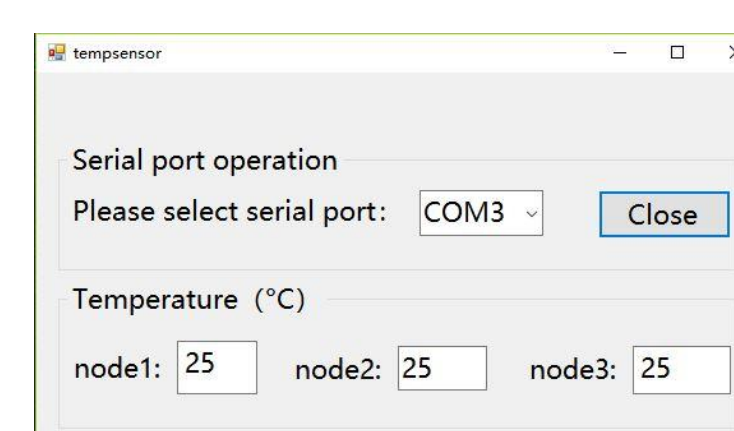 tempsensor
Serial port operation
Please select serial port: COM3 Close
Temperature (°C)
node1: 25 node2: 25 node3: 25